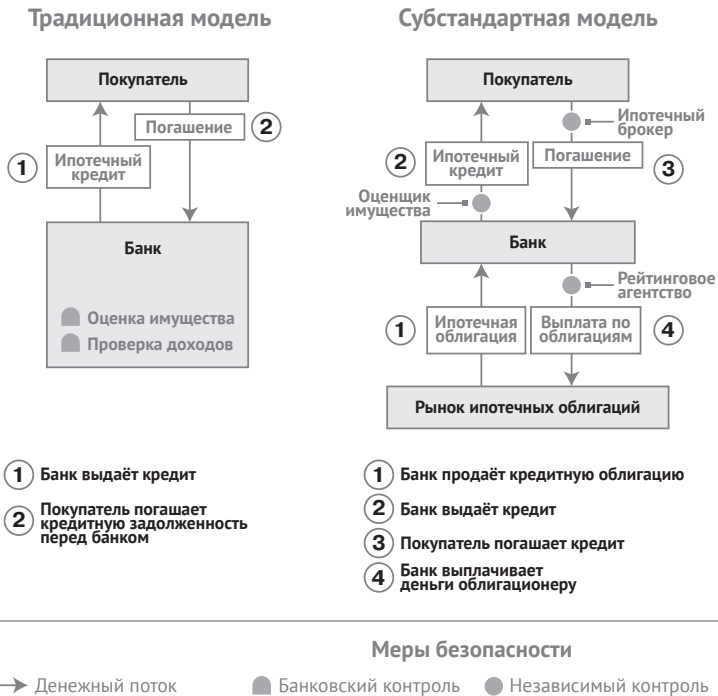 Традиционная модель
Покупатель
Погашение
2
1
Ипотечный
кредит
Банк
Оценка имущества
Проверка доходов
1 Банк выдаёт кредит
2 Покупатель погашает
кредитную задолженность
перед банком
Субстандартная модель
Покупатель
Ипотечный
брокер
2
Ипотечный
кредит
Погашение
3
Оценщик
имущества
Банк
Рейтинговое
агентство
1
Ипотечная
облигация
Выплата по
облигациям
4
Рынок ипотечных облигаций
1 Банк продаёт кредитную облигацию
2 Банк выдаёт кредит
3 Покупатель погашает кредит
4 Банк выплачивает
деньги облигационеру
Меры безопасности
Денежный поток
Банковский контроль
Независимый контроль